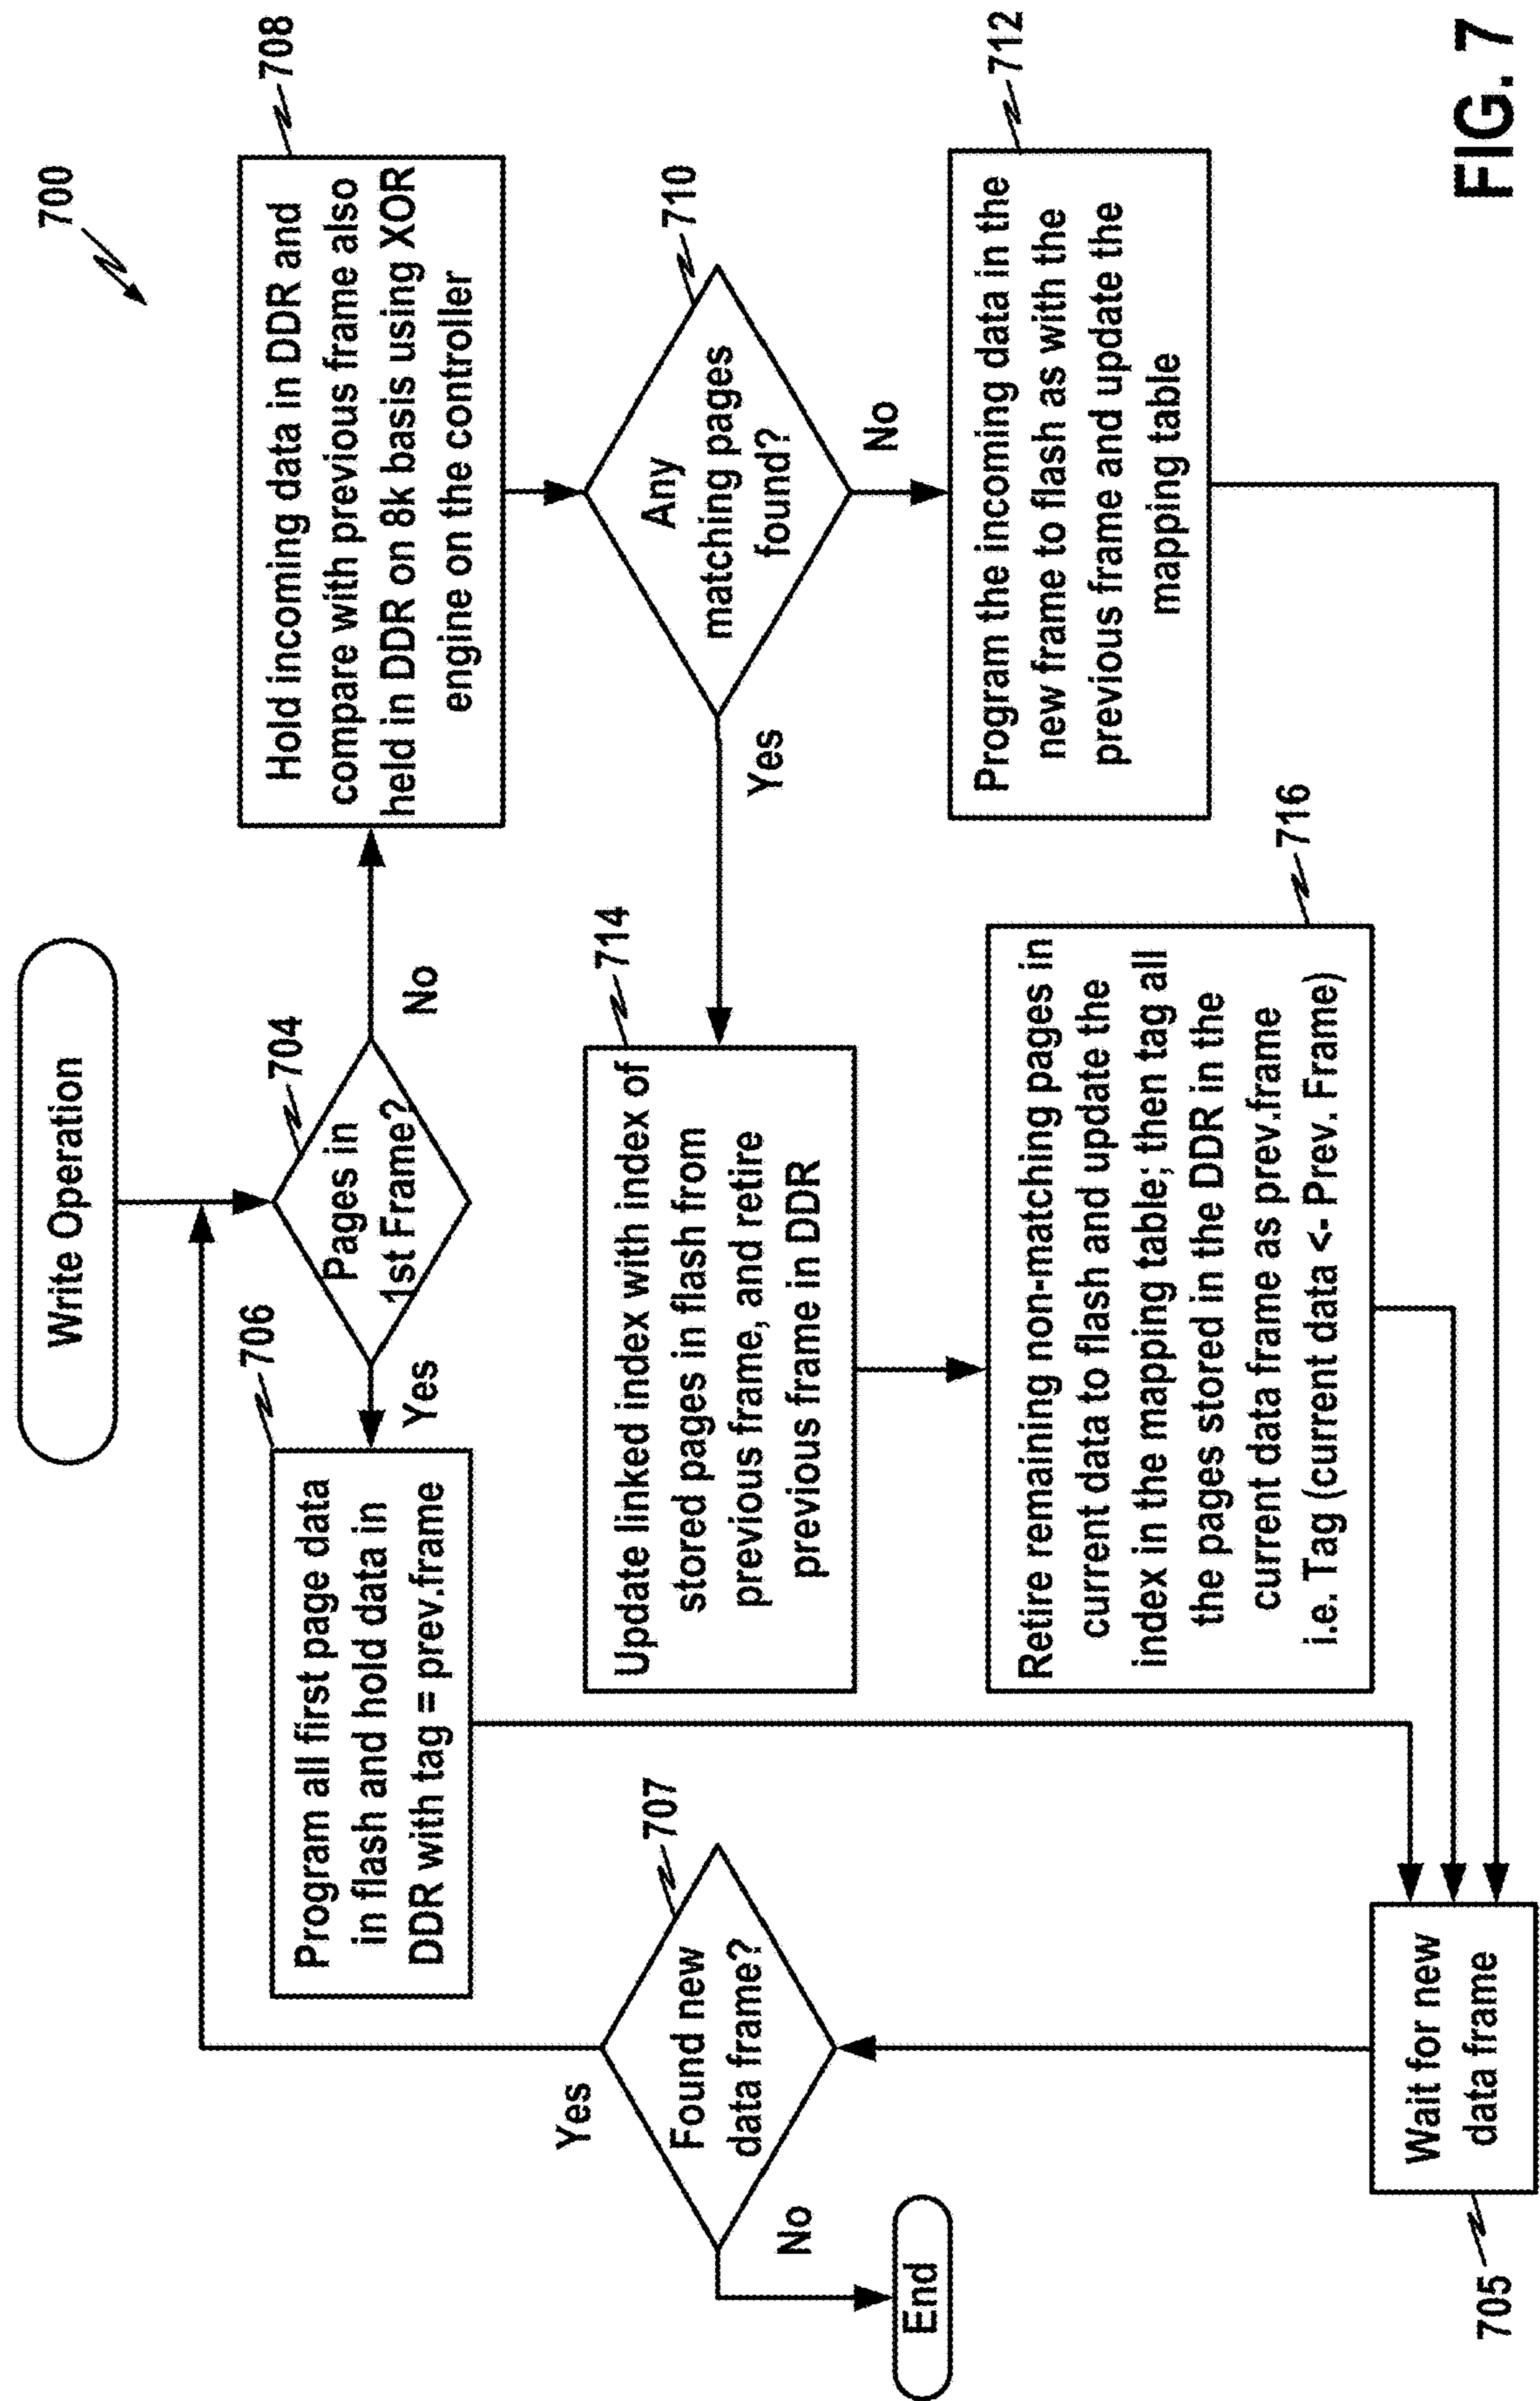 700
Write Operation
704
Pages in
1st Frame?
Yes
No
706
Program all first page data
in flash and hold data in
DDR with tag = prev.frame
708
Hold incoming data in DDR and
compare with previous frame also
held in DDR on 8k basis using XOR
engine on the controller
710
Any
matching pages
found?
Yes
No
707
Found new
data frame?
Yes
No
End
714
Update linked index with index of
stored pages in flash from
previous frame, and retire
previous frame in DDR
712
Program the incoming data in the
new frame to flash as with the
previous frame and update the
mapping table
716
Retire remaining non-matching pages in
current data to flash and update the
index in the mapping table; then tag all
the pages stored in the DDR in the
current data frame as prev.frame
i.e. Tag (current data <- Prev. Frame)
705
Wait for new
data frame
FIG. 7